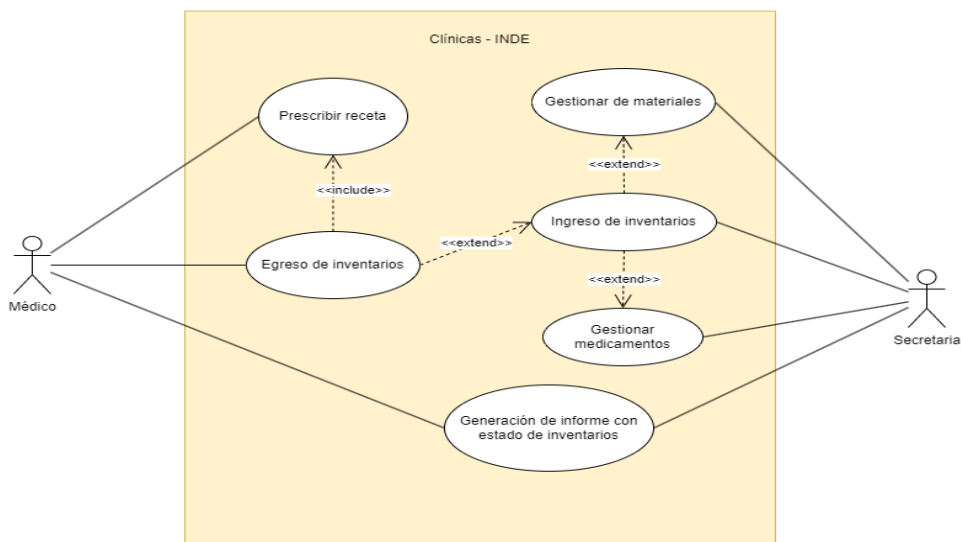 Clínicas - INDE
Prescribir receta
Gestionar de materiales
<<extend>>
<<include>>
Ingreso de inventarios
<<extend>>
Egreso de inventarios
<<extend>>
Médico
Gestionar
medicamentos
Secretaria
Generación de informe con
estado de inventarios